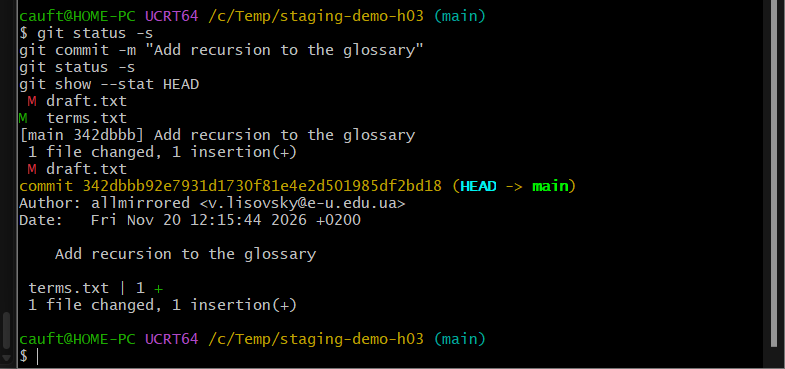 cauft@HOME-PC UCRT64 /c/Temp/staging-demo-h03 (main)
$ git status -s
git commit -m "Add recursion to the glossary"
git status -s
git show --stat HEAD
 M draft.txt
M  terms.txt
[main 342dbbb] Add recursion to the glossary
 1 file changed, 1 insertion(+)
 M draft.txt
commit 342dbbb92e7931d1730f81e4e2d501985df2bd18 (HEAD -> main)
Author: allmirrored <v.lisovsky@e-u.edu.ua>
Date:   Fri Nov 20 12:15:44 2026 +0200

    Add recursion to the glossary

 terms.txt | 1 +
 1 file changed, 1 insertion(+)

cauft@HOME-PC UCRT64 /c/Temp/staging-demo-h03 (main)
$